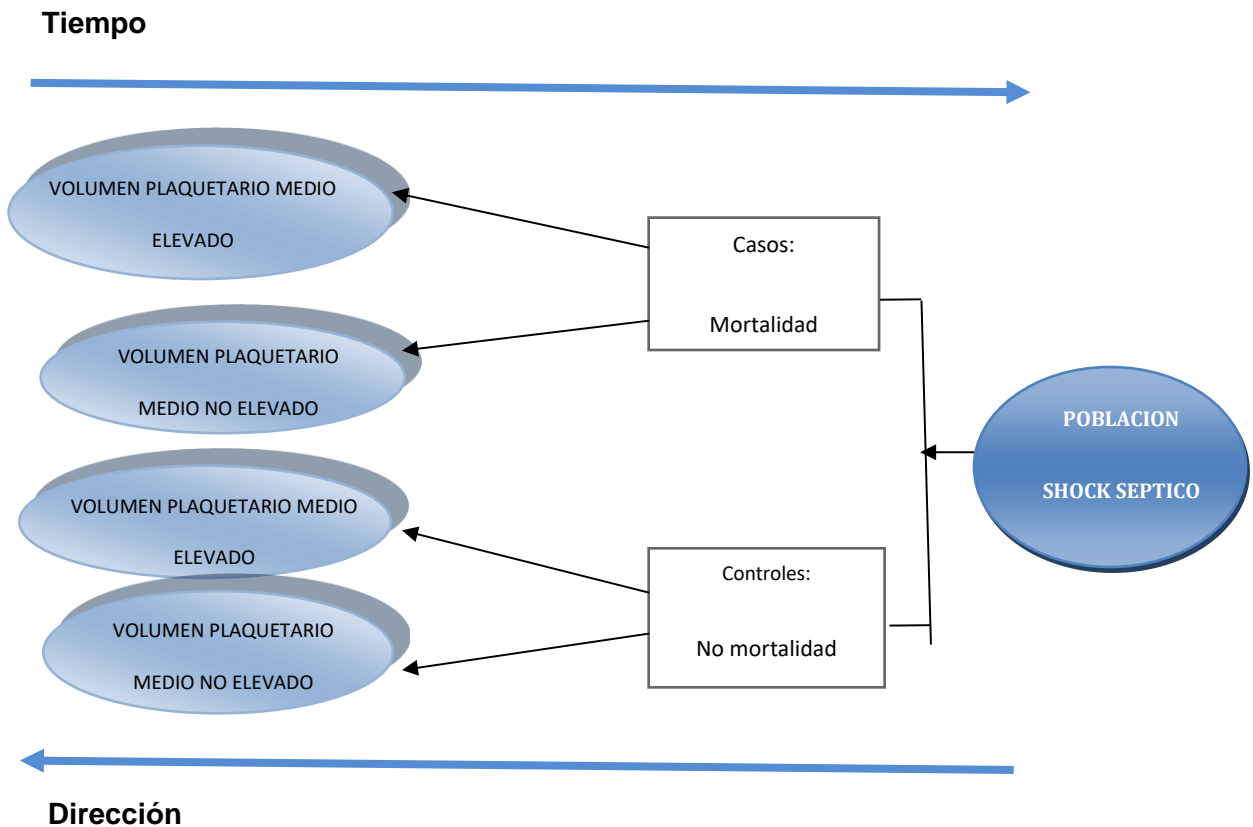 Tiempo
VOLUMEN PLAQUETARIO MEDIO
ELEVADO
VOLUMEN PLAQUETARIO
MEDIO NO ELEVADO
VOLUMEN PLAQUETARIO MEDIO
ELEVADO
VOLUMEN PLAQUETARIO
MEDIO NO ELEVADO
Casos:
Mortalidad
Controles:
No mortalidad
POBLACION
SHOCK SEPTICO
Dirección